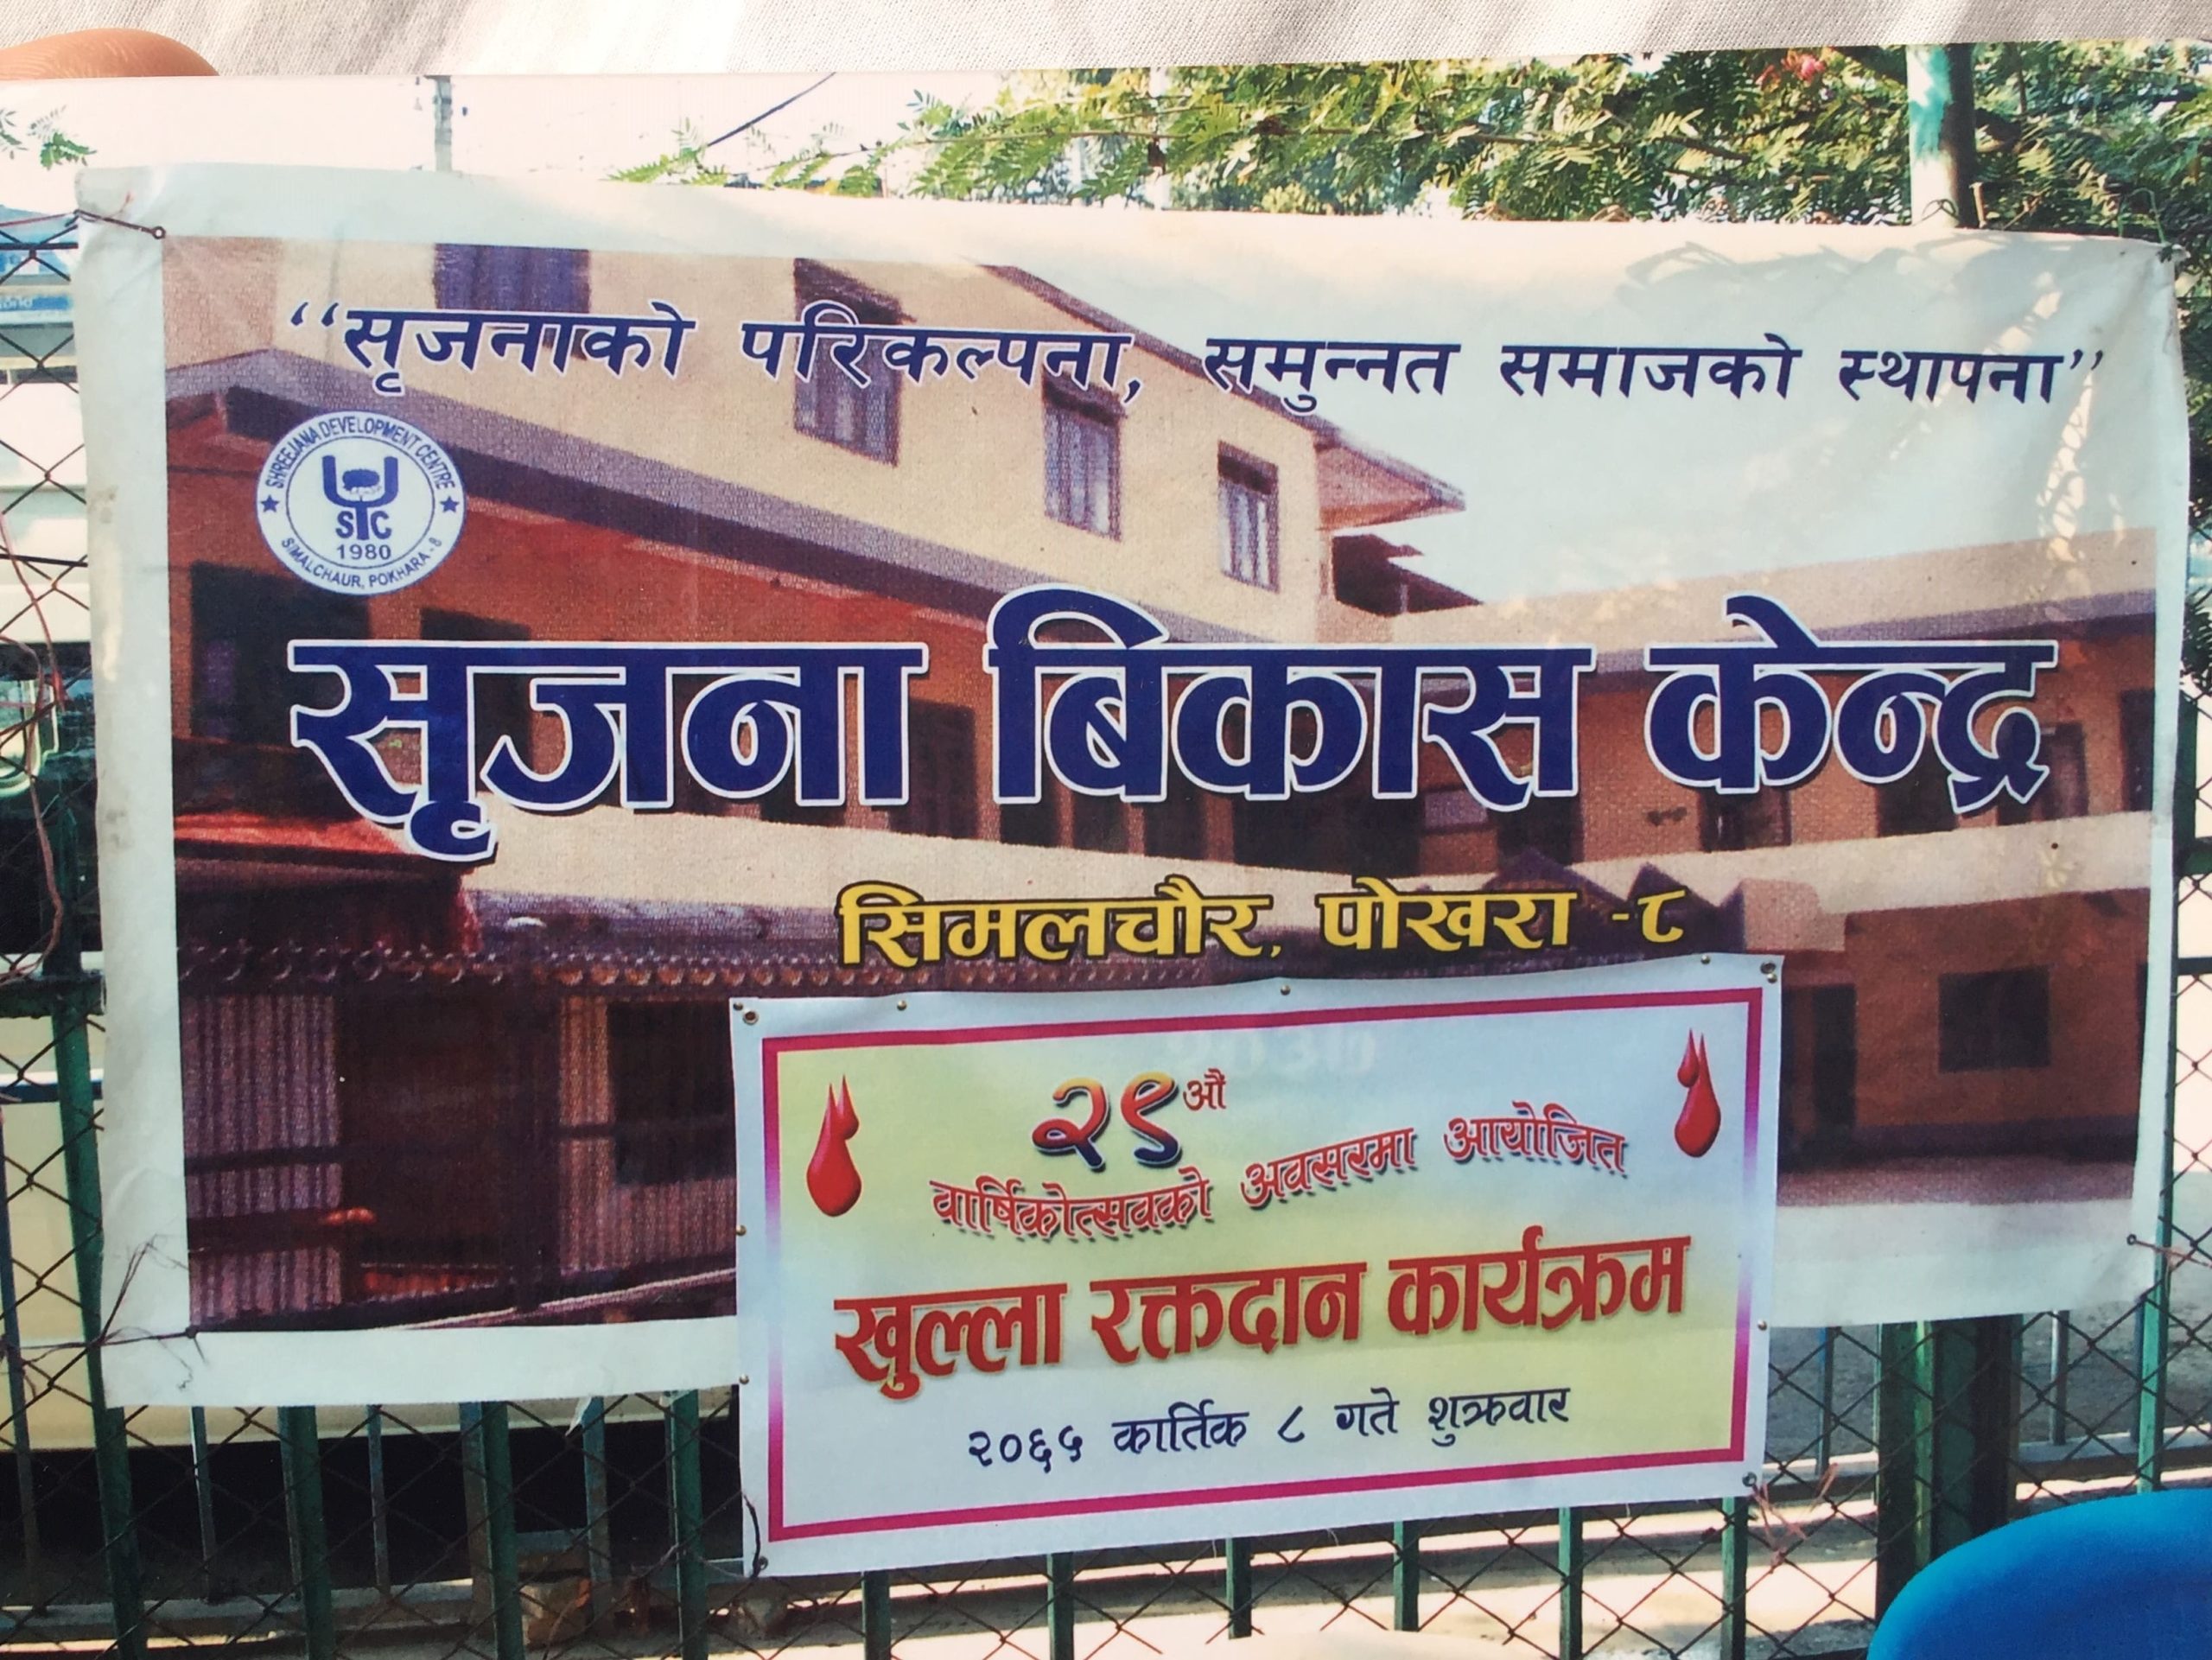 “सृजनाको परिकल्पना, समुन्नत समाजको स्थापना”
SHREEJANA DEVELOPMENT CENTRE
SYC
1980
SIMALCHAUR, POKHARA - 8
सृजना बिकास केन्द्र
सिमलचौर, पोखरा -८
२९औं
वार्षिकोत्सवको अवसरमा आयोजित
खुल्ला रक्तदान कार्यक्रम
२०६५ कार्तिक ८ गते शुक्रवार